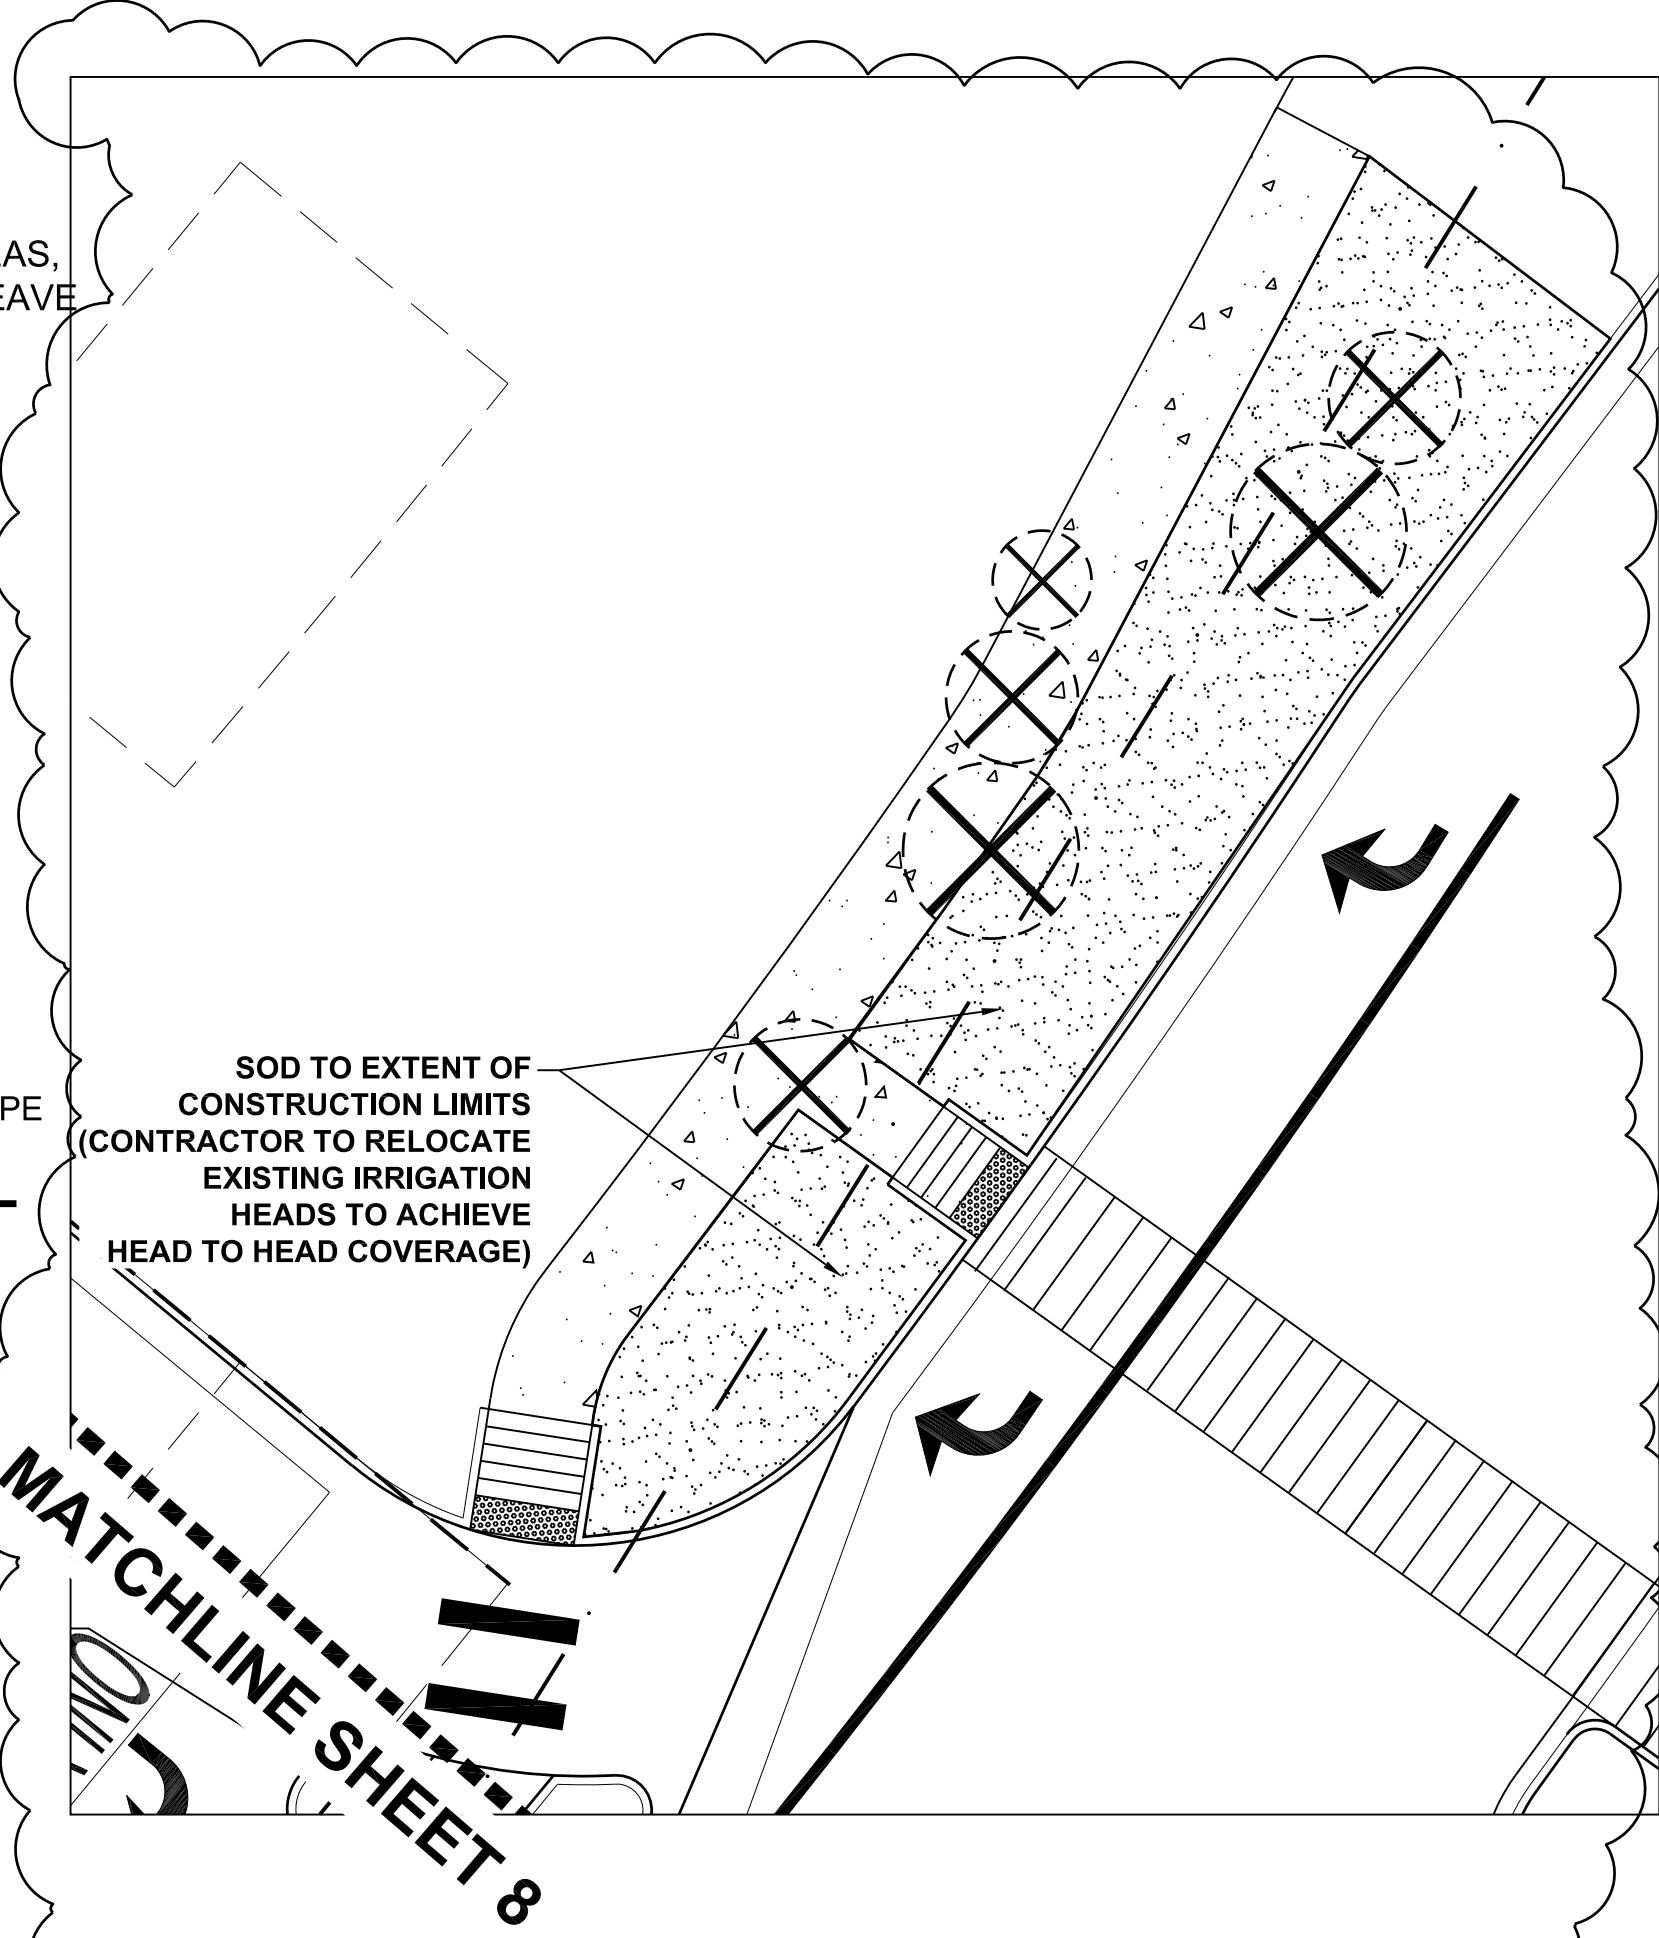 AS,
EAVE
PE
SOD TO EXTENT OF
CONSTRUCTION LIMITS
(CONTRACTOR TO RELOCATE
EXISTING IRRIGATION
HEADS TO ACHIEVE
HEAD TO HEAD COVERAGE)
MATCHLINE SHEET 8